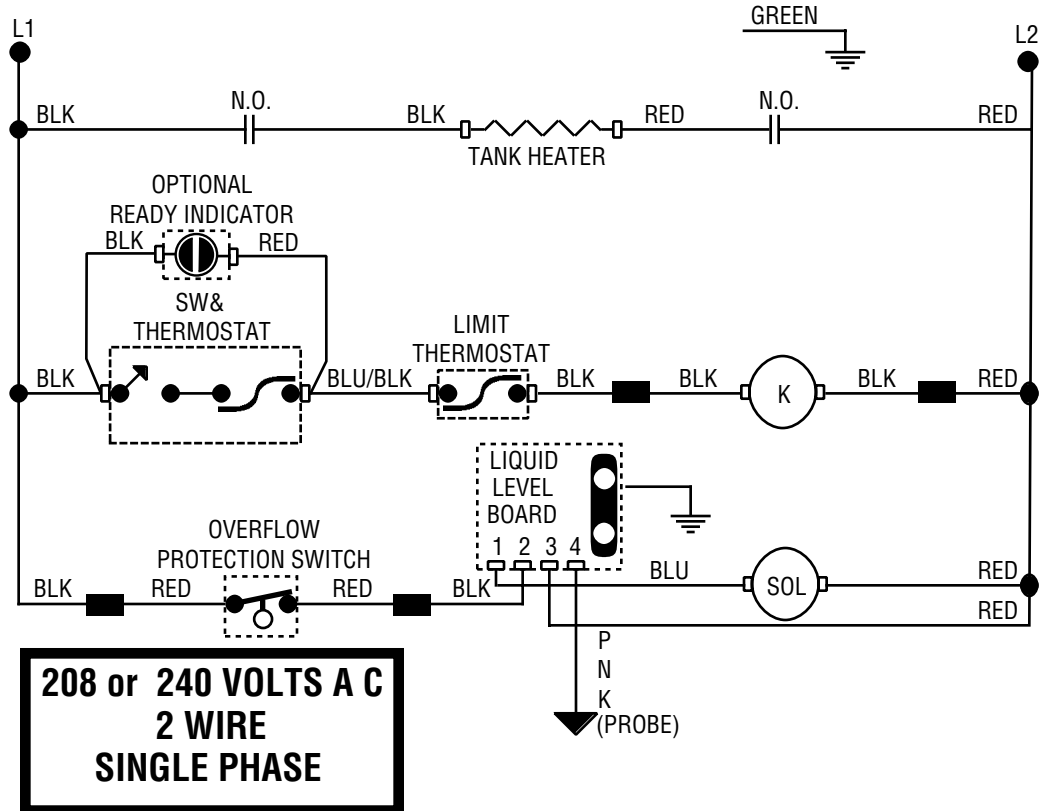 GREEN
L1
L2
BLK
N.O.
BLK
RED
N.O.
RED
TANK HEATER
OPTIONAL
READY INDICATOR
BLK
RED
SW&
THERMOSTAT
LIMIT
THERMOSTAT
BLK
BLU/BLK
BLK
BLK
K
BLK
RED
LIQUID
LEVEL
BOARD
1 2 3 4
OVERFLOW
PROTECTION SWITCH
BLK
RED
RED
BLK
BLU
SOL
RED
RED
P
N
K
(PROBE)
208 or 240 VOLTS A C
2 WIRE
SINGLE PHASE